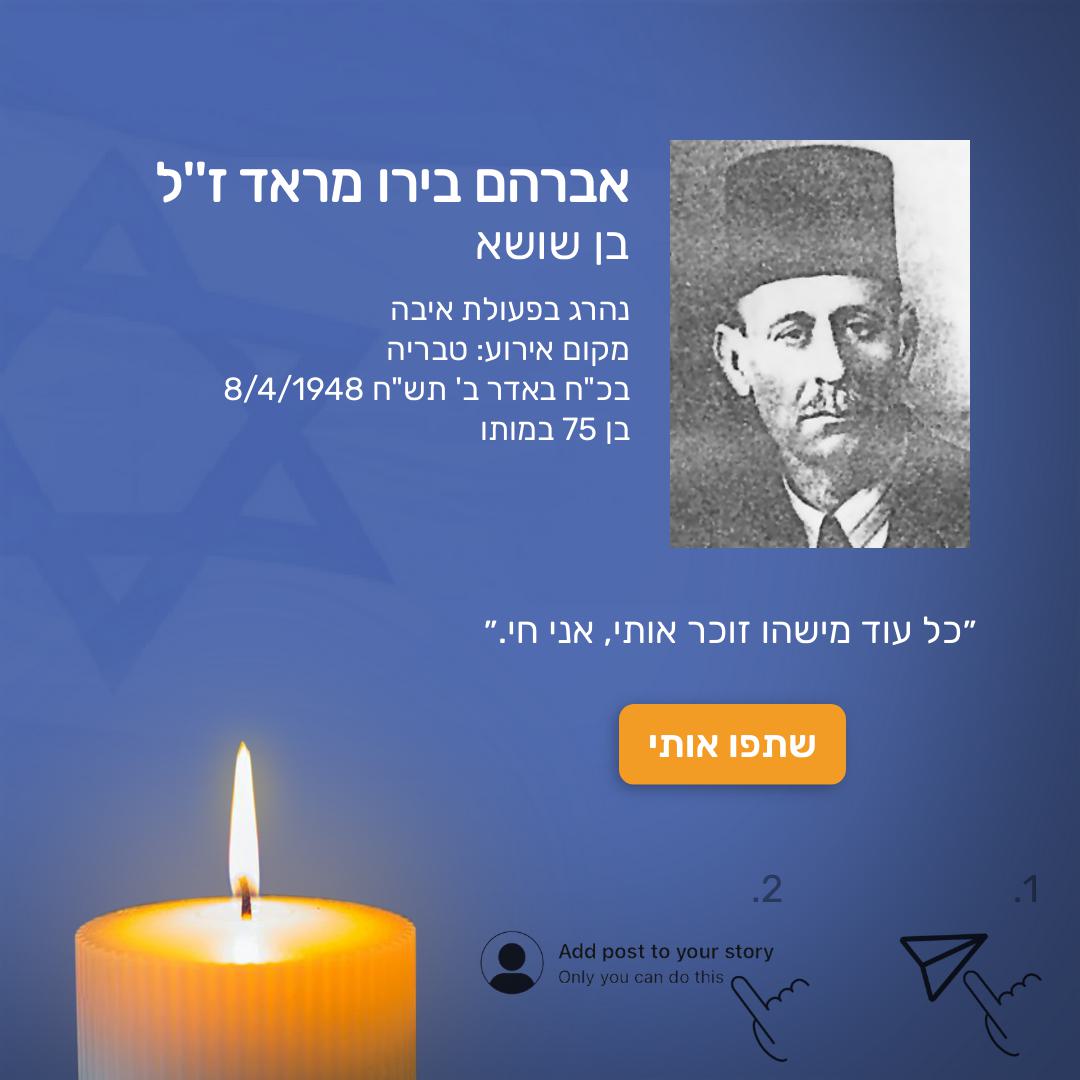 אברהם בירו מראד ז"ל
בן שושא
נהרג בפעולת איבה
מקום אירוע: טבריה
בכ"ח באדר ב' תש"ח 8/4/1948
בן 75 במותו
״כל עוד מישהו זוכר אותי, אני חי.״
שתפו אותי
1.
2.
Add post to your story
Only you can do this